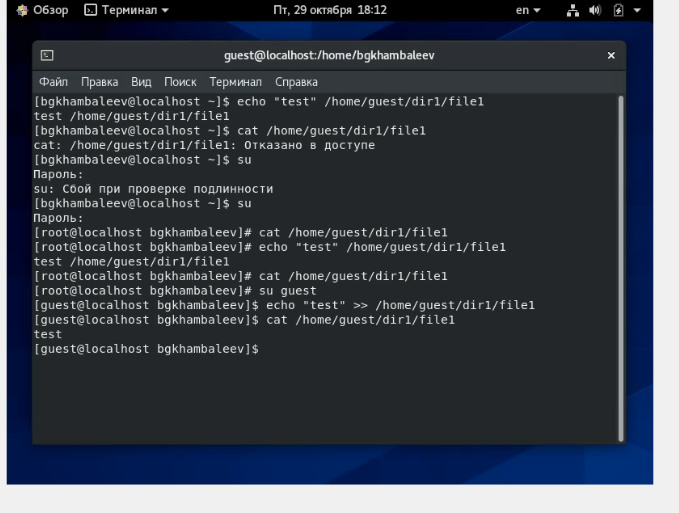 Обзор Терминал Пт, 29 октября 18:12 en
guest@localhost:/home/bgkhambaleev ×
Файл Правка Вид Поиск Терминал Справка
[bgkhambaleev@localhost ~]$ echo "test" /home/guest/dir1/file1
test /home/guest/dir1/file1
[bgkhambaleev@localhost ~]$ cat /home/guest/dir1/file1
cat: /home/guest/dir1/file1: Отказано в доступе
[bgkhambaleev@localhost ~]$ su
Пароль:
su: Сбой при проверке подлинности
[bgkhambaleev@localhost ~]$ su
Пароль:
[root@localhost bgkhambaleev]# cat /home/guest/dir1/file1
[root@localhost bgkhambaleev]# echo "test" /home/guest/dir1/file1
test /home/guest/dir1/file1
[root@localhost bgkhambaleev]# cat /home/guest/dir1/file1
[root@localhost bgkhambaleev]# su guest
[guest@localhost bgkhambaleev]$ echo "test" >> /home/guest/dir1/file1
[guest@localhost bgkhambaleev]$ cat /home/guest/dir1/file1
test
[guest@localhost bgkhambaleev]$